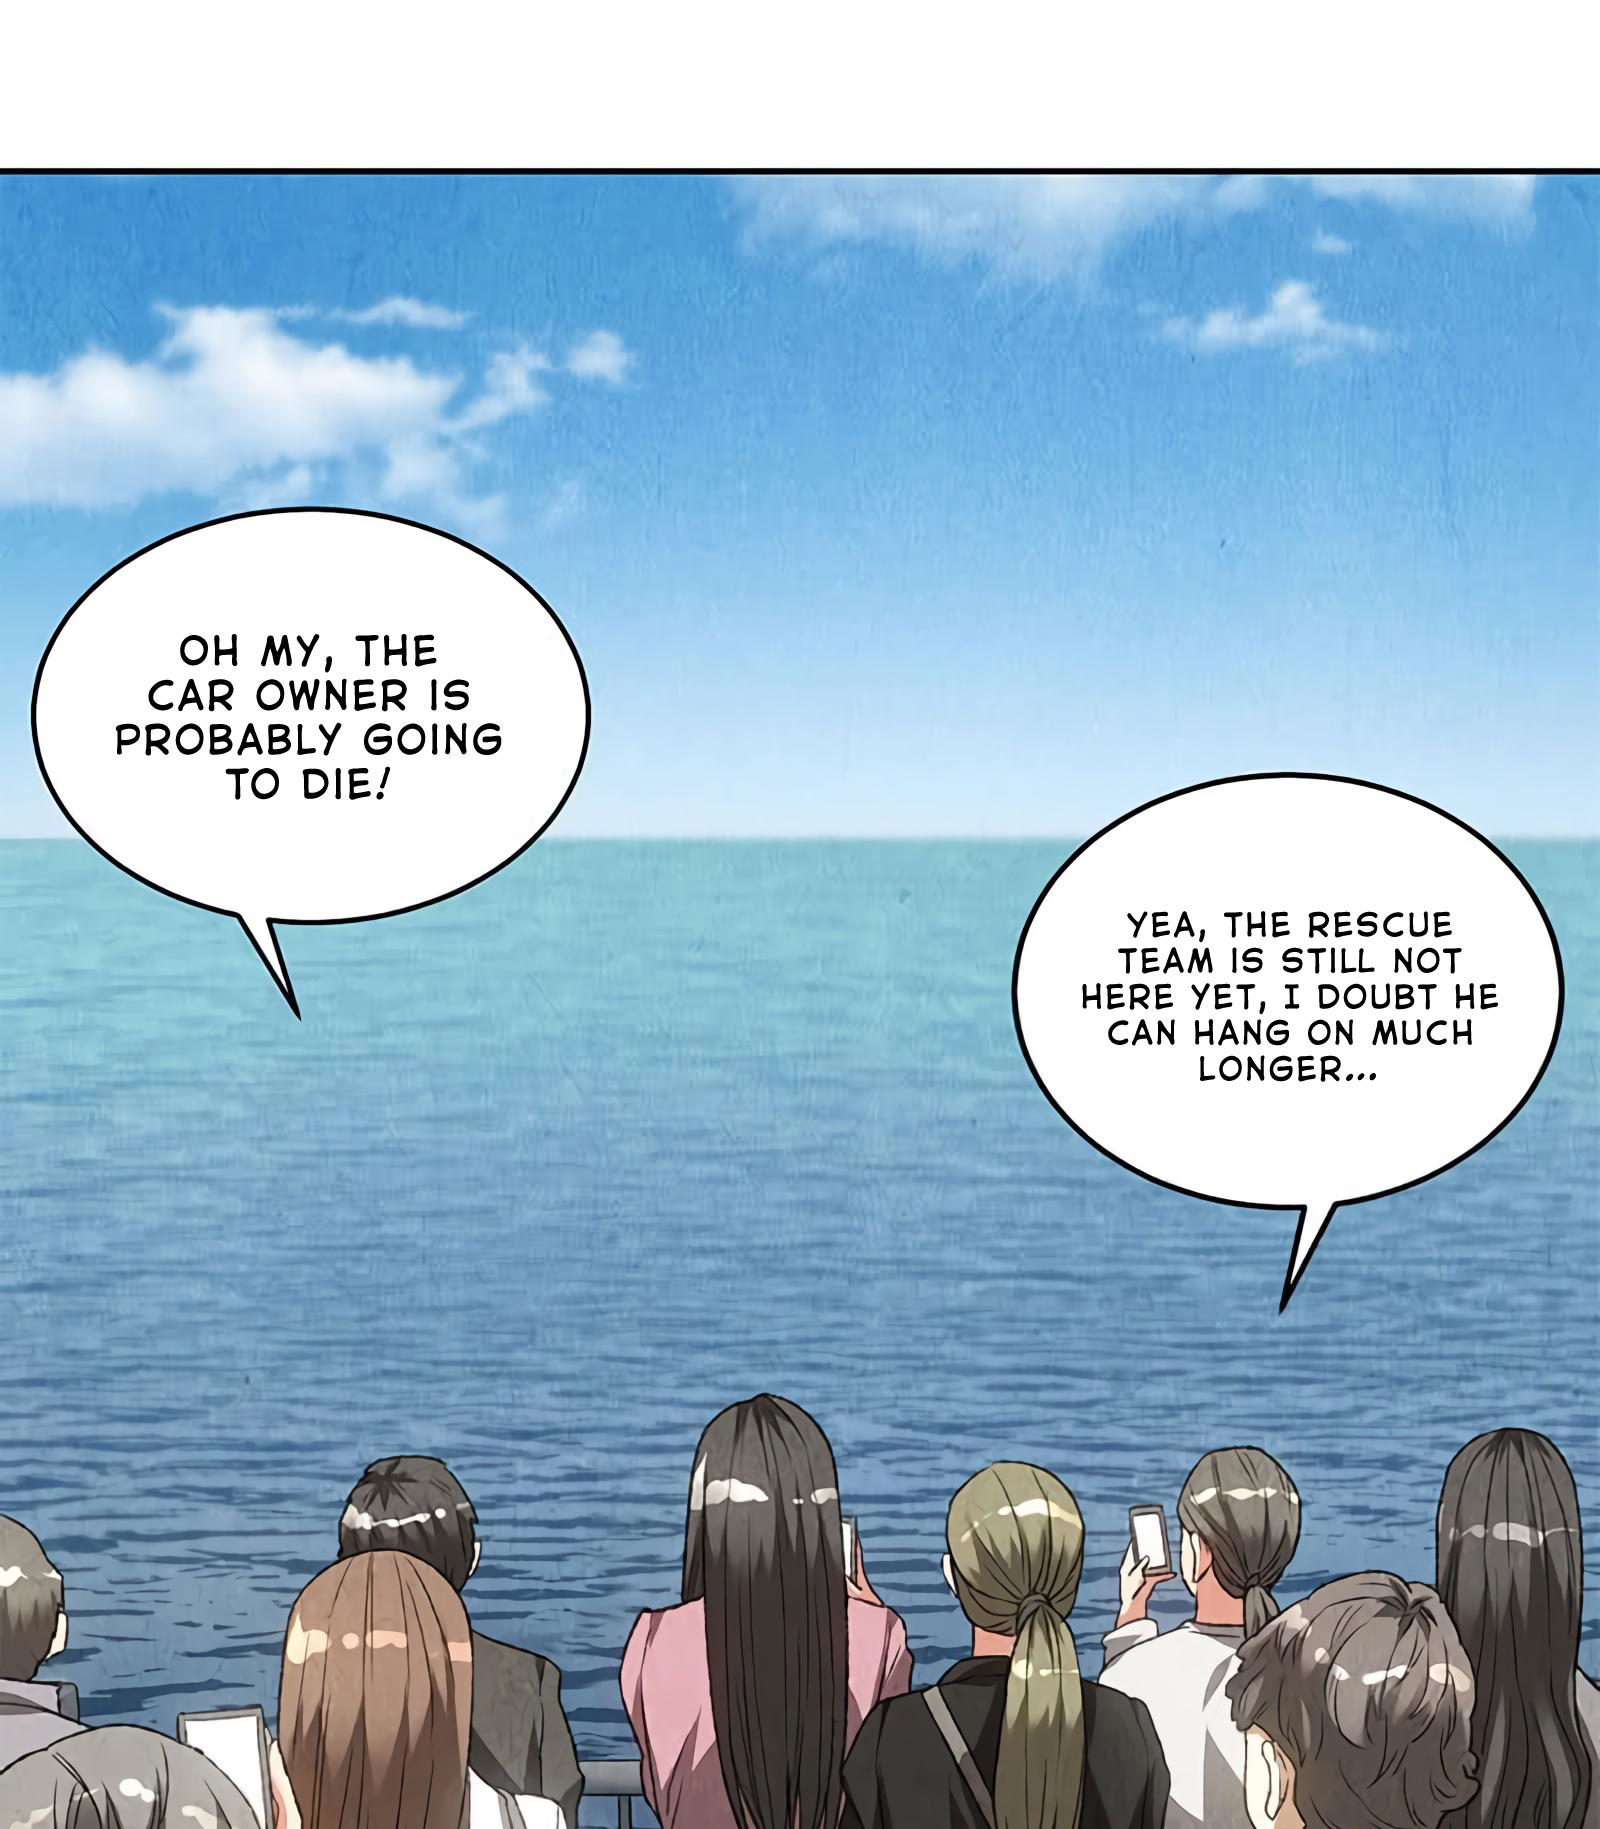 OH MY, THE
CAR OWNER IS
PROBABLY GOING
TO DIE!
YEA, THE RESCUE
TEAM IS STILL NOT
HERE YET, I DOUBT HE
CAN HANG ON MUCH
LONGER...